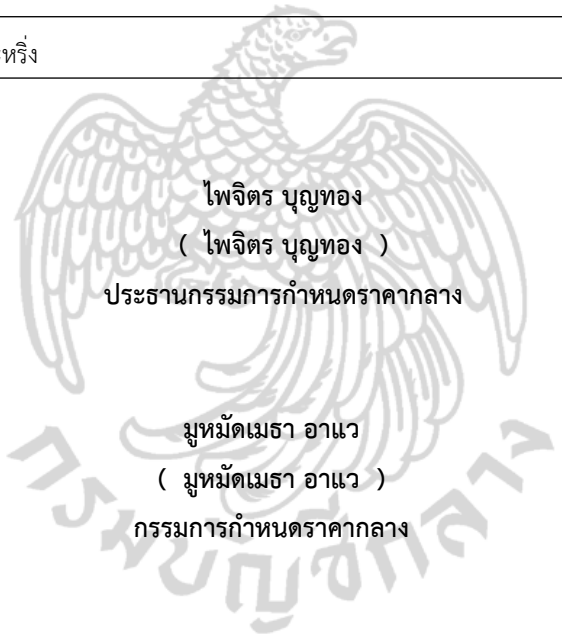 หริ่ง
ไพจิตร บุญทอง
( ไพจิตร บุญทอง )
ประธานกรรมการกำหนดราคากลาง
มูหมัดเมธา อาแว
( มูหมัดเมธา อาแว )
กรรมการกำหนดราคากลาง
กรมบัญชีกลาง